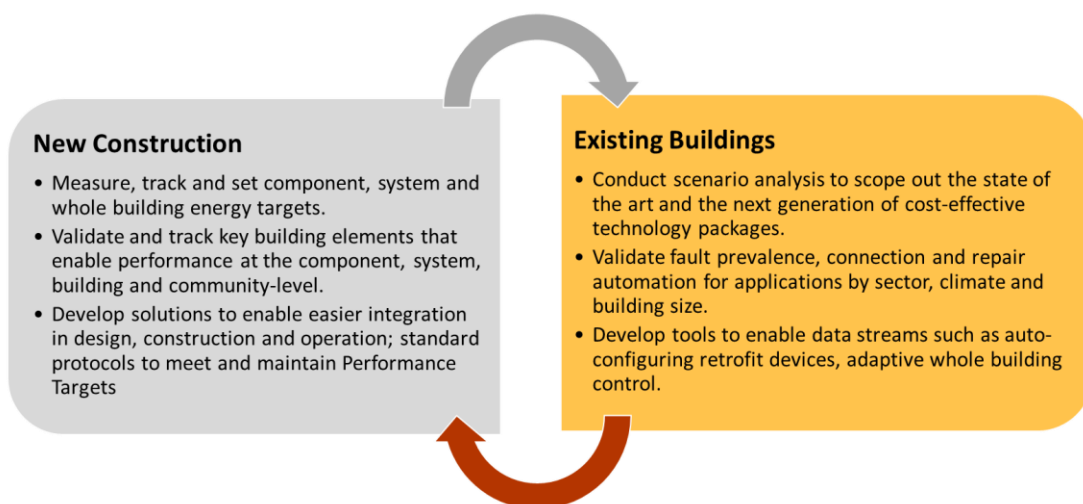 New Construction
• Measure, track and set component, system and
whole building energy targets.
• Validate and track key building elements that
enable performance at the component, system,
building and community-level.
• Develop solutions to enable easier integration
in design, construction and operation; standard
protocols to meet and maintain Performance
Targets
Existing Buildings
• Conduct scenario analysis to scope out the state of
the art and the next generation of cost-effective
technology packages.
• Validate fault prevalence, connection and repair
automation for applications by sector, climate and
building size.
• Develop tools to enable data streams such as auto-
configuring retrofit devices, adaptive whole building
control.